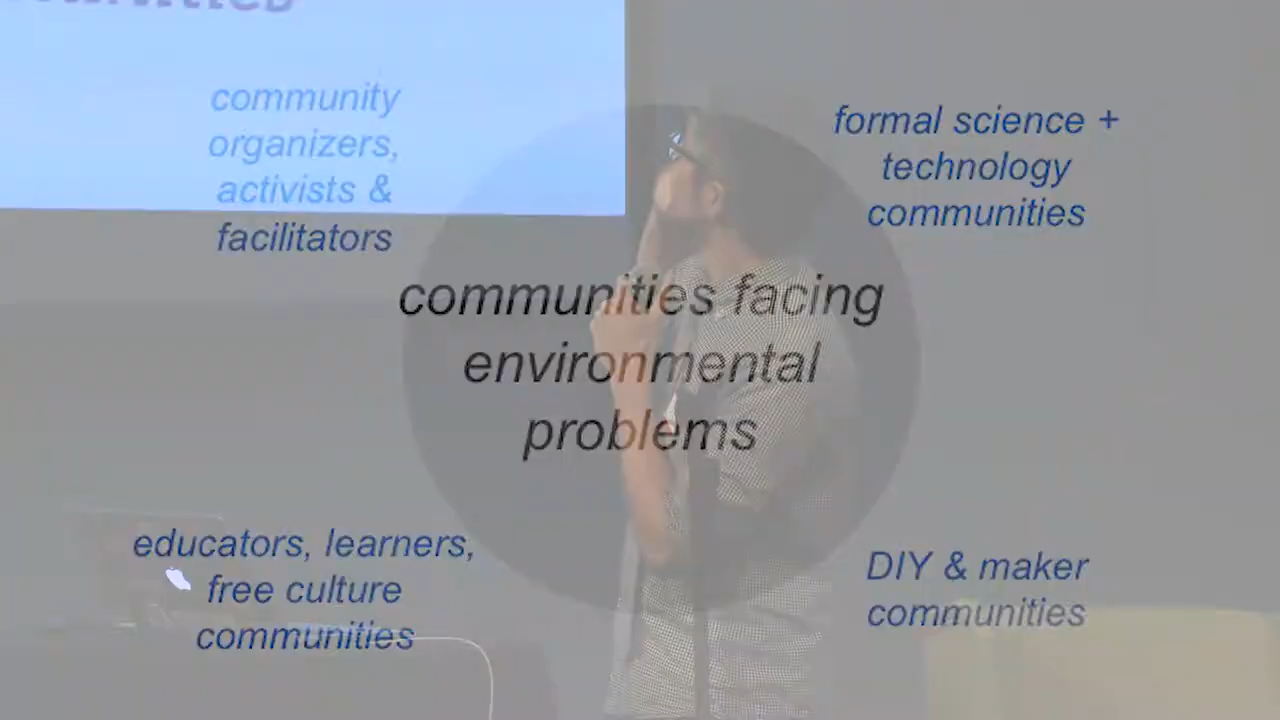 community
organizers,
activists &
facilitators
formal science +
technology
communities
communities facing
environmental
problems
educators, learners,
free culture
communities
DIY & maker
communities